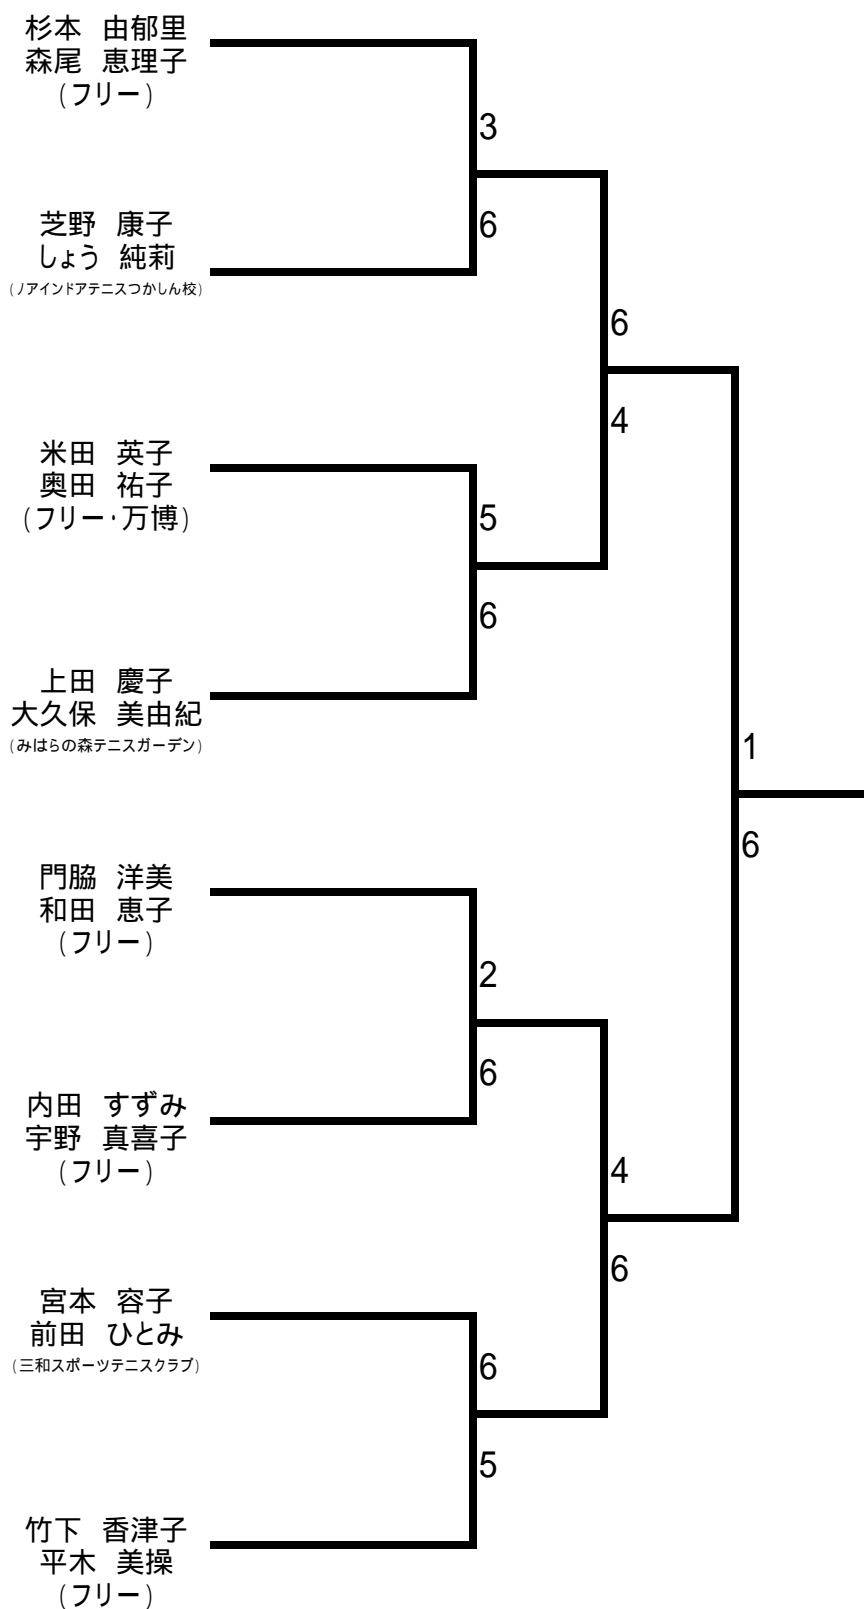 杉本 由郁里
森尾 恵理子
(フリー)
3
6
芝野 康子
しょう 純莉
(ノアインドアテニスつかしん校)
6
4
米田 英子
奥田 祐子
(フリー・万博)
5
6
上田 慶子
大久保 美由紀
(みはらの森テニスガーデン)
1
6
門脇 洋美
和田 恵子
(フリー)
2
6
内田 すずみ
宇野 真喜子
(フリー)
4
6
宮本 容子
前田 ひとみ
(三和スポーツテニスクラブ)
6
5
竹下 香津子
平木 美操
(フリー)